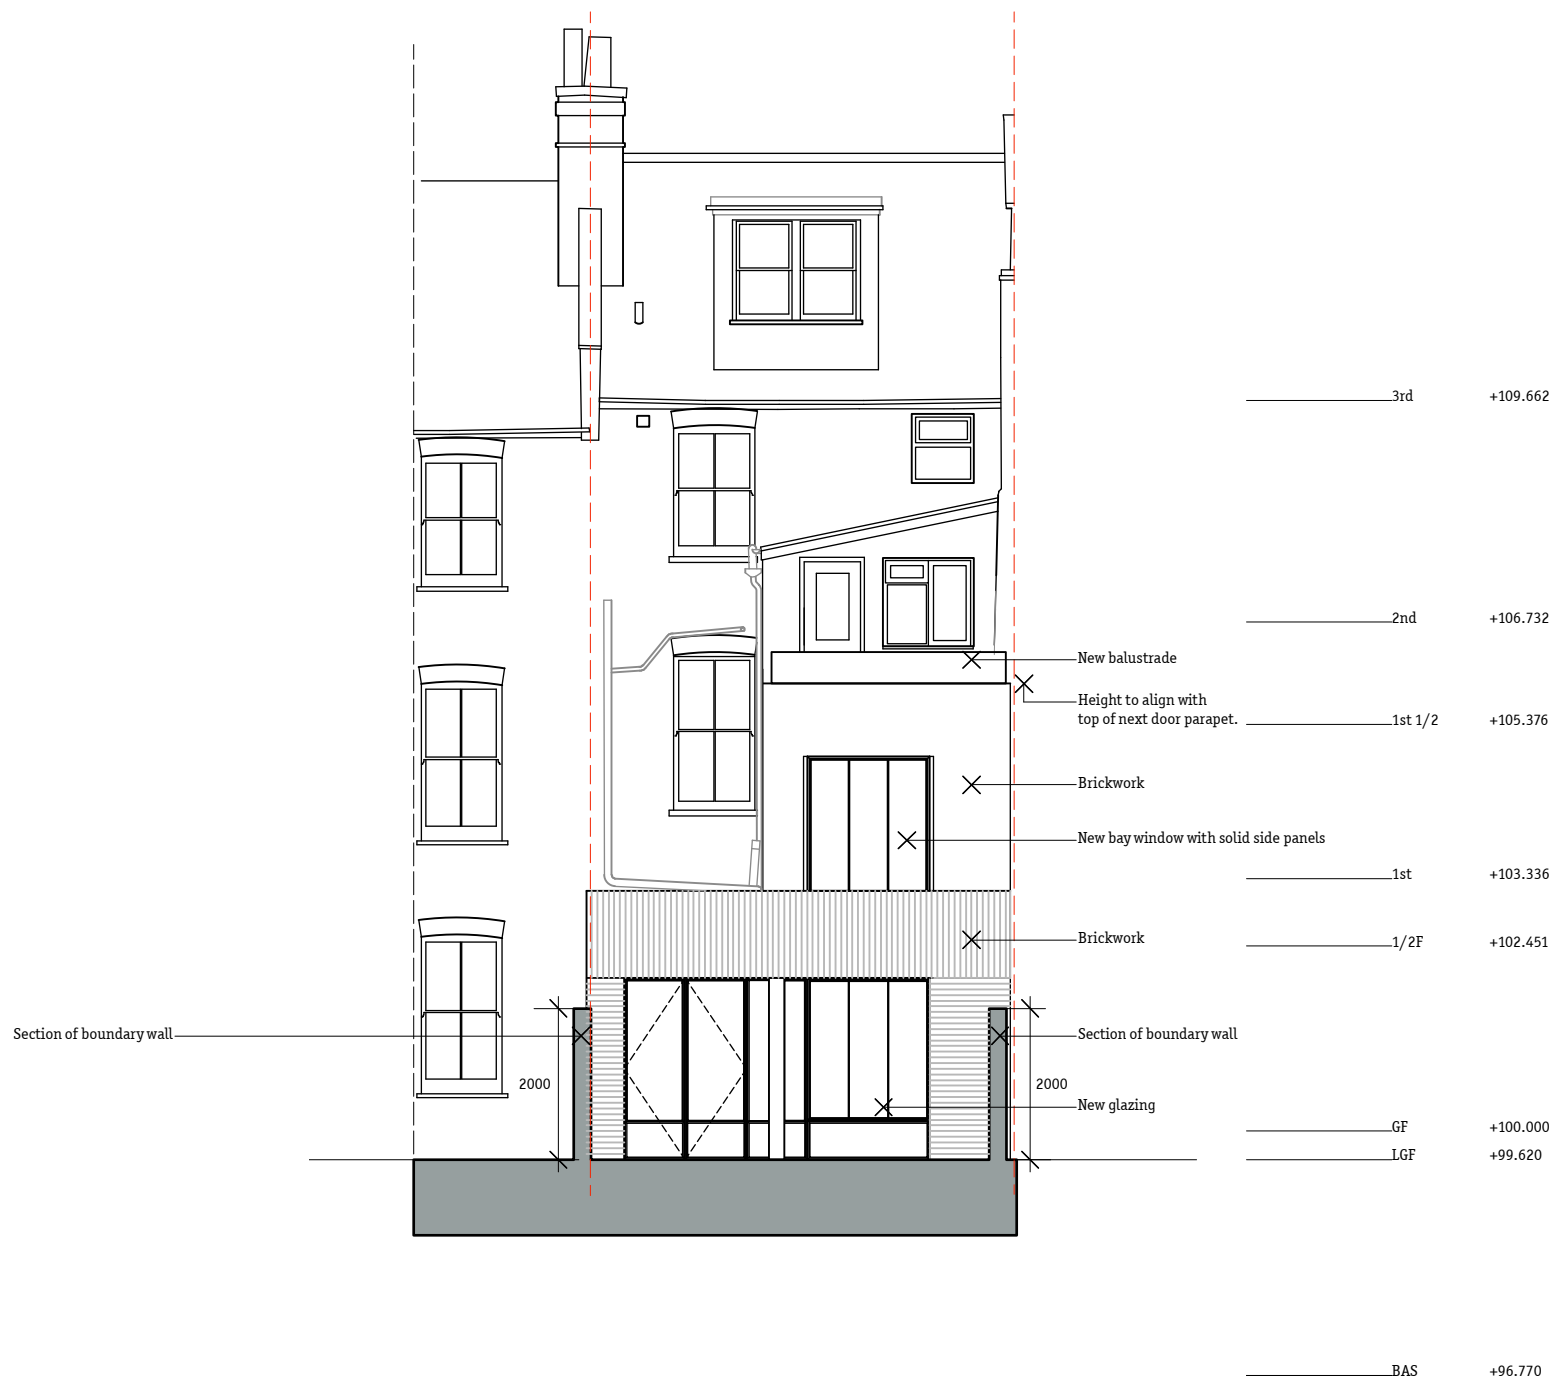 3rd +109.662
2nd +106.732
New balustrade
Height to align with
top of next door parapet.
1st 1/2 +105.376
Brickwork
New bay window with solid side panels
1st +103.336
Brickwork
1/2F +102.451
Section of boundary wall
Section of boundary wall
2000
2000
New glazing
GF +100.000
LGF +99.620
BAS +96.770